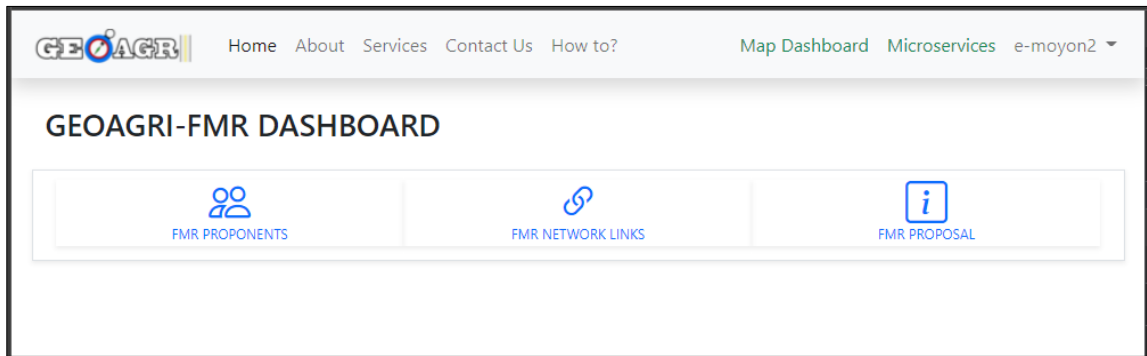 GEOAGRI Home About Services Contact Us How to? Map Dashboard Microservices e-moyon2
GEOAGRI-FMR DASHBOARD
FMR PROPONENTS FMR NETWORK LINKS FMR PROPOSAL